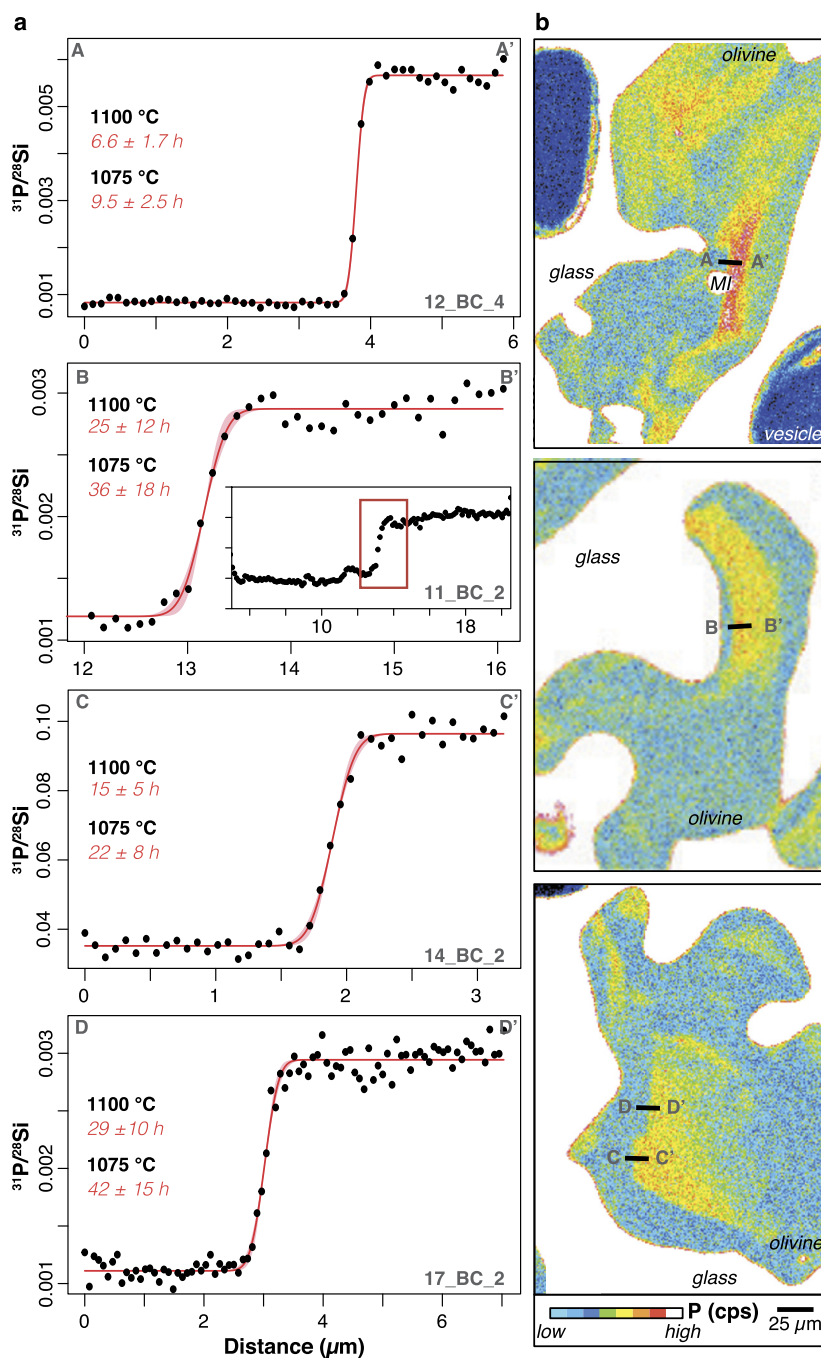 a
A A'
1100 °C
6.6 ± 1.7 h
1075 °C
9.5 ± 2.5 h
12_BC_4
³¹P/²⁸Si
0.001 0.003 0.005
0 2 4 6
B B'
1100 °C
25 ± 12 h
1075 °C
36 ± 18 h
10 14 18
11_BC_2
³¹P/²⁸Si
0.001 0.002 0.003
12 13 14 15 16
C C'
1100 °C
15 ± 5 h
1075 °C
22 ± 8 h
14_BC_2
³¹P/²⁸Si
0.04 0.06 0.08 0.10
0 1 2 3
D D'
1100 °C
29 ±10 h
1075 °C
42 ± 15 h
17_BC_2
³¹P/²⁸Si
0.001 0.002 0.003
0 2 4 6
Distance (µm)
b
olivine
glass
A A'
MI
vesicle
glass
B B'
olivine
D D'
C C'
olivine
glass
P (cps)
low high
25 µm